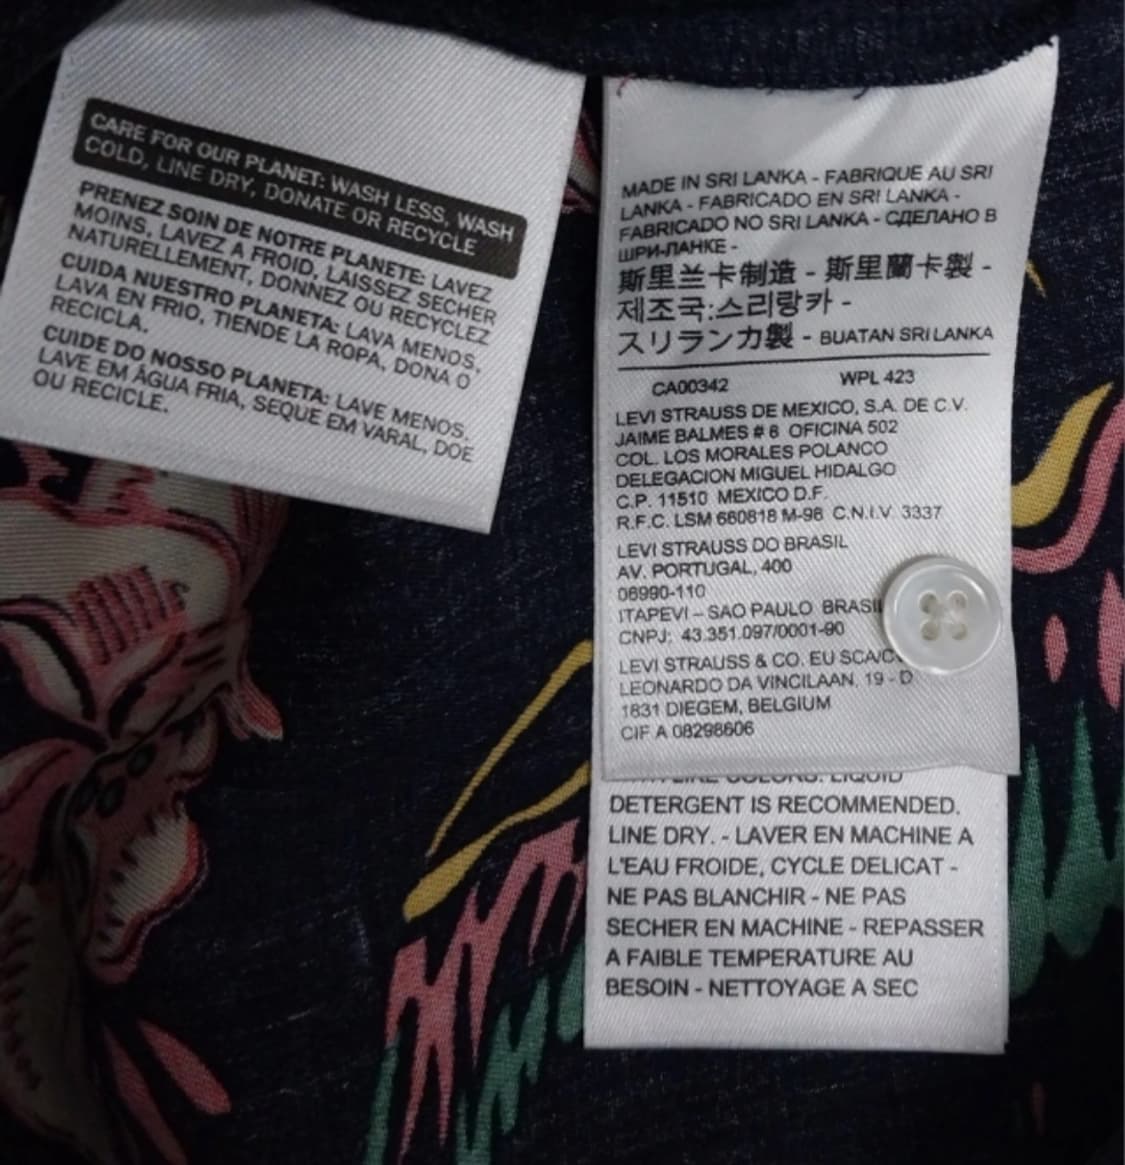 CARE FOR OUR PLANET: WASH LESS, WASH
COLD, LINE DRY, DONATE OR RECYCLE
PRENEZ SOIN DE NOTRE PLANETE: LAVEZ
MOINS, LAVEZ A FROID, LAISSEZ SECHER
NATURELLEMENT, DONNEZ OU RECYCLEZ
CUIDA NUESTRO PLANETA: LAVA MENOS,
LAVA EN FRIO, TIENDE LA ROPA, DONA O
RECICLA.
CUIDE DO NOSSO PLANETA: LAVE MENOS,
LAVE EM ÁGUA FRIA, SEQUE EM VARAL, DOE
OU RECICLE.
MADE IN SRI LANKA - FABRIQUE AU SRI
LANKA - FABRICADO EN SRI LANKA -
FABRICADO NO SRI LANKA - СДЕЛАНО В
ШРИ-ЛАНКЕ -
斯里兰卡制造 - 斯里蘭卡製 -
제조국:스리랑카 -
スリランカ製 - BUATAN SRI LANKA
CA00342 WPL 423
LEVI STRAUSS DE MEXICO, S.A. DE C.V.
JAIME BALMES # 8 OFICINA 502
COL. LOS MORALES POLANCO
DELEGACION MIGUEL HIDALGO
C.P. 11510 MEXICO D.F.
R.F.C. LSM 660618 M-98 C.N.I.V 3337
LEVI STRAUSS DO BRASIL
AV. PORTUGAL, 400
06990-110
ITAPEVI – SAO PAULO BRASIL
CNPJ: 43.351.097/0001-90
LEVI STRAUSS & CO. EU SCA/C
LEONARDO DA VINCILAAN, 19 - D
1831 DIEGEM, BELGIUM
CIF A 08298606
LIKE COLORS. LIQUID
DETERGENT IS RECOMMENDED.
LINE DRY. - LAVER EN MACHINE A
L'EAU FROIDE, CYCLE DELICAT -
NE PAS BLANCHIR - NE PAS
SECHER EN MACHINE - REPASSER
A FAIBLE TEMPERATURE AU
BESOIN - NETTOYAGE A SEC